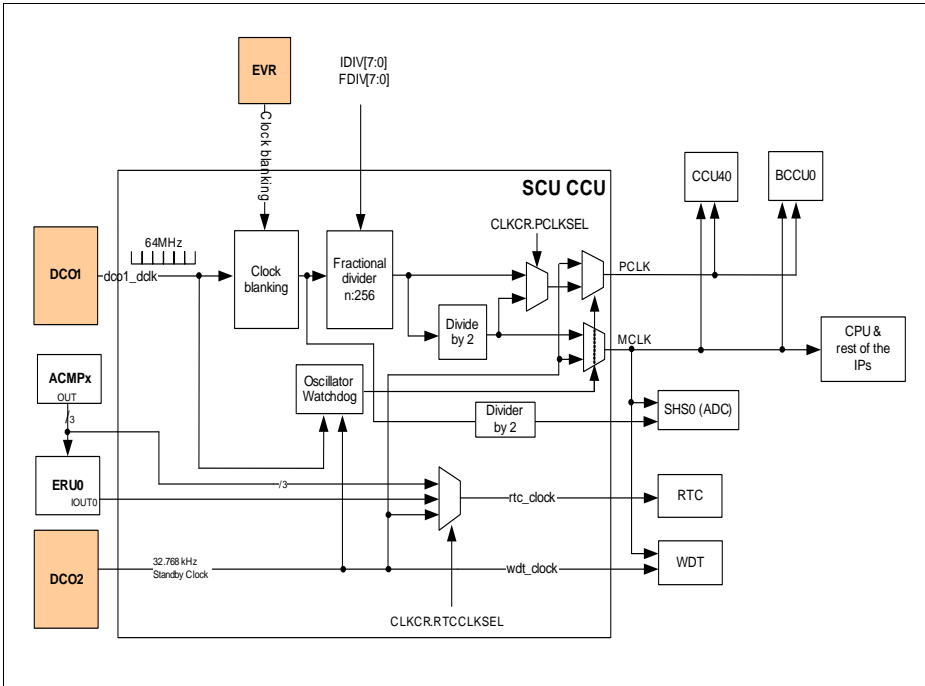 EVR
IDIV[7:0]
FDIV[7:0]
Clock blanking
SCU CCU
CCU40
BCCU0
CLKCR.PCLKSEL
64MHz
DCO1
dco1_dclk
Clock
blanking
Fractional
divider
n:256
PCLK
Divide
by 2
MCLK
CPU &
rest of the
IPs
ACMPx
OUT
/3
Oscillator
Watchdog
Divider
by 2
SHS0 (ADC)
ERU0
IOUT0
/3
rtc_clock
RTC
DCO2
32.768 kHz
Standby Clock
wdt_clock
WDT
CLKCR.RTCCLKSEL